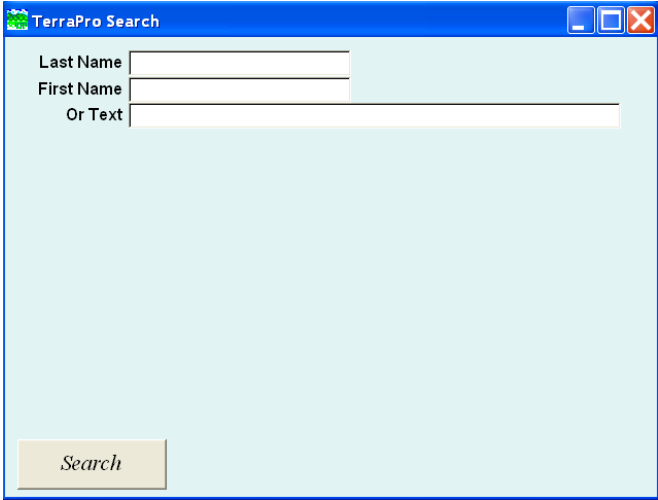 TerraPro Search
Last Name
First Name
Or Text
Search